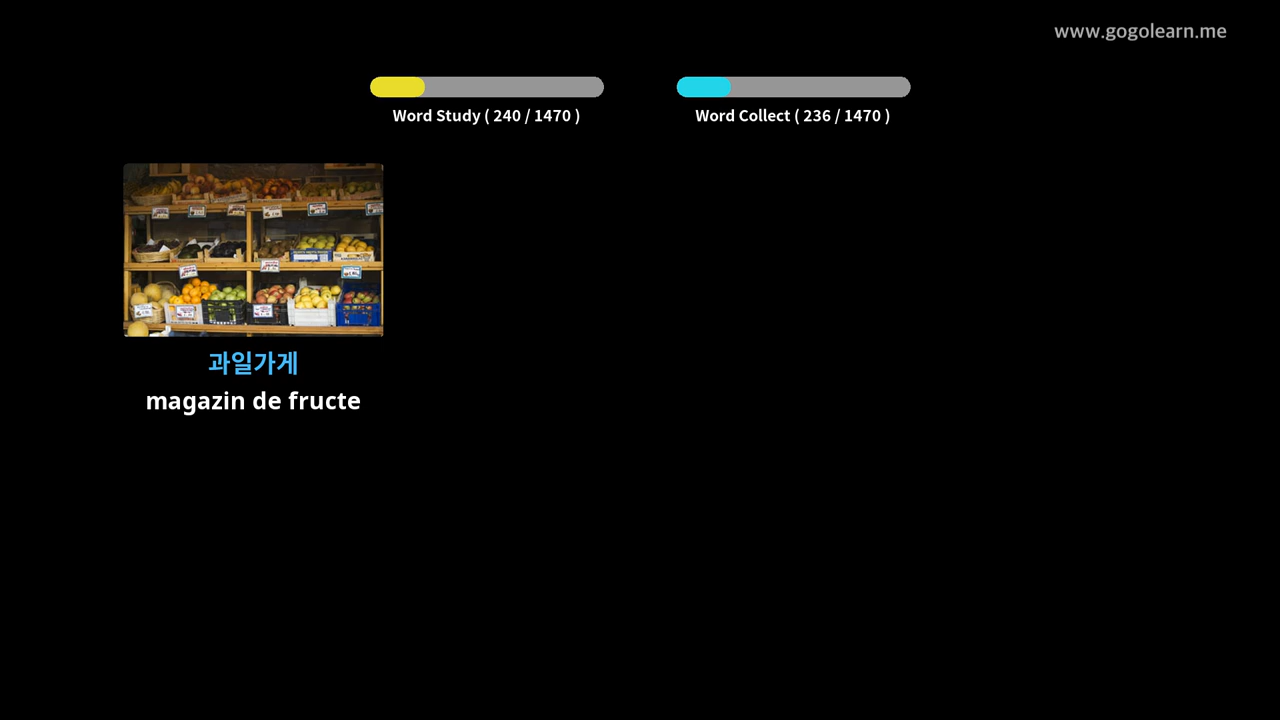 www.gogolearn.me
Word Study ( 240 / 1470 )
Word Collect ( 236 / 1470 )
과일가게
magazin de fructe